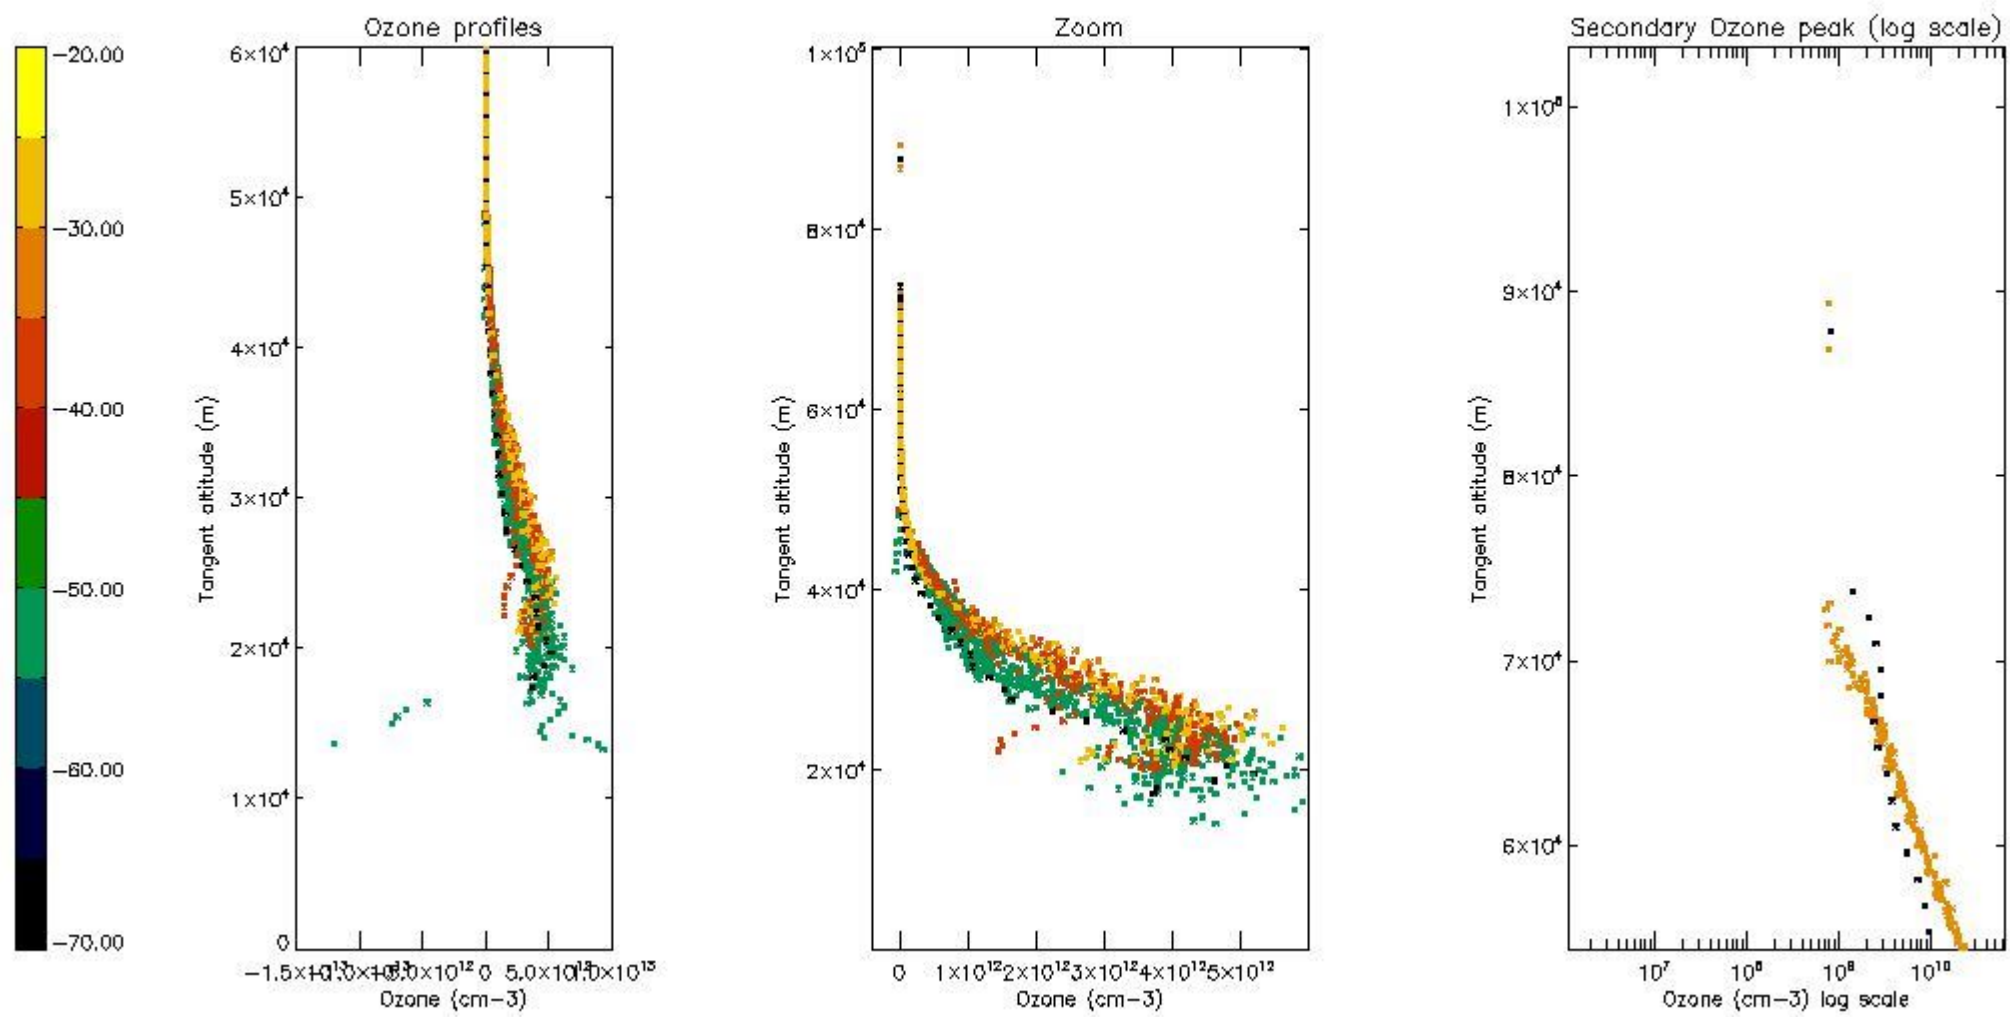 Ozone profiles
Zoom
Secondary Ozone peak (log scale)
-20.00
-30.00
-40.00
-50.00
-60.00
-70.00
6×10⁴
5×10⁴
4×10⁴
3×10⁴
2×10⁴
1×10⁴
0
Tangent altitude (m)
5.0×10¹²
0
Ozone (cm-3)
1×10⁵
8×10⁴
6×10⁴
4×10⁴
2×10⁴
Tangent altitude (m)
0 1×10¹² 2×10¹² 3×10¹² 4×10¹² 5×10¹²
Ozone (cm-3)
1×10⁵
9×10⁴
8×10⁴
7×10⁴
6×10⁴
Tangent altitude (m)
10⁷ 10⁸ 10⁹ 10¹⁰
Ozone (cm-3) log scale